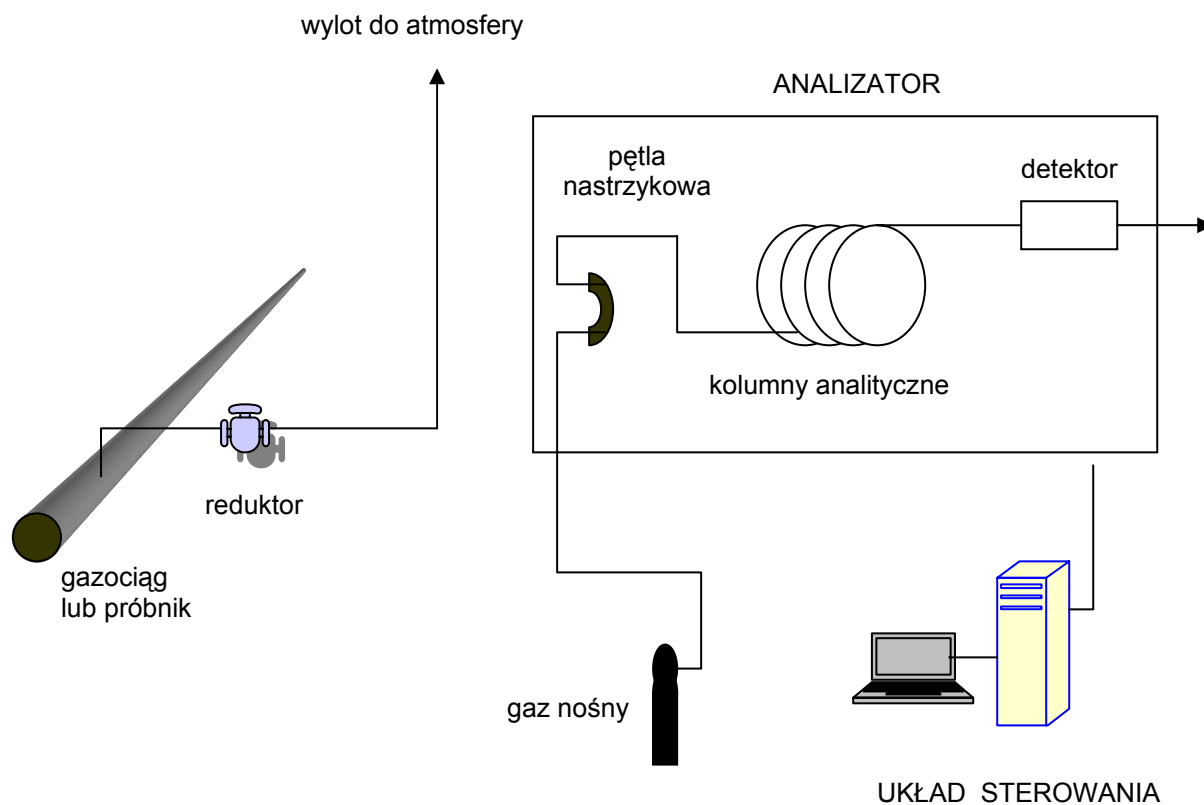 wylot do atmosfery
ANALIZATOR
pętla
nastrzykowa
detektor
kolumny analityczne
reduktor
gazociąg
lub próbnik
gaz nośny
UKŁAD STEROWANIA